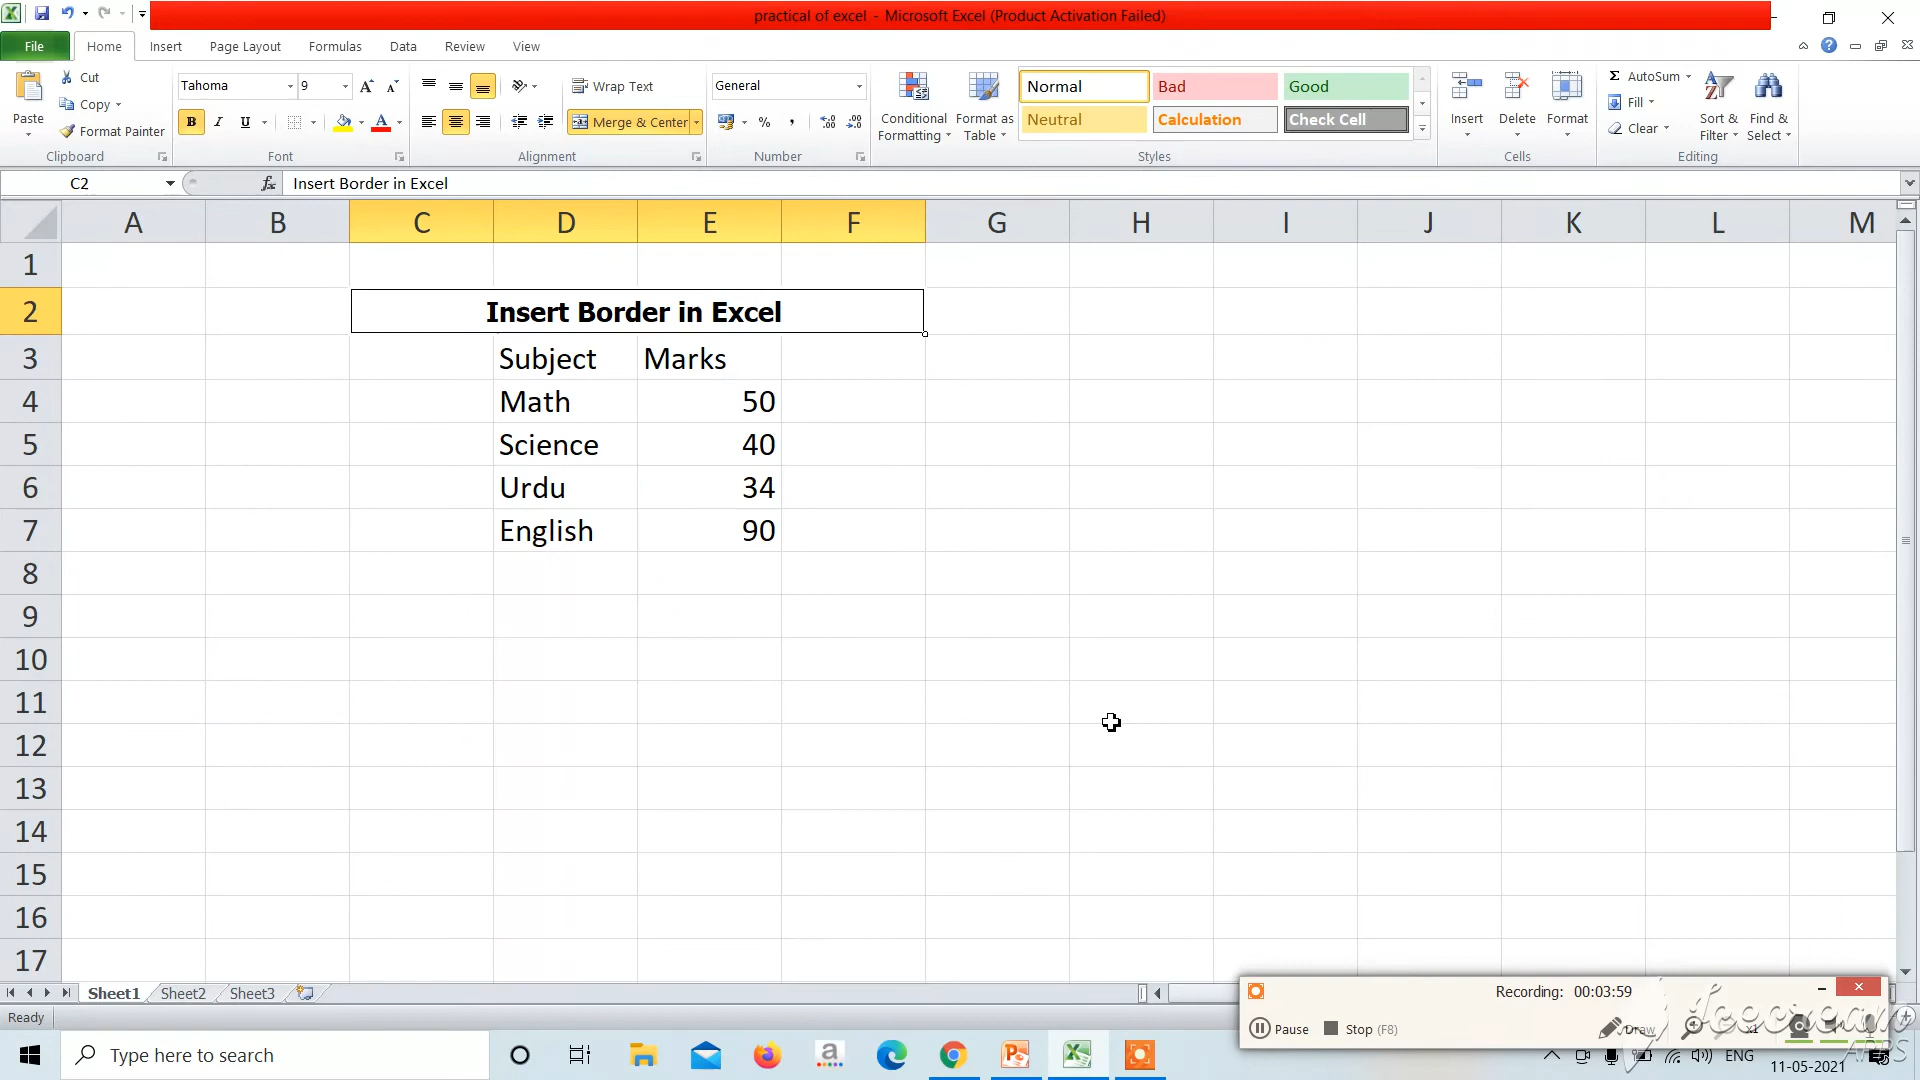 practical of excel - Microsoft Excel (Product Activation Failed)
File Home Insert Page Layout Formulas Data Review View
Paste Cut Copy Format Painter Clipboard
Tahoma 9 B I U A Font
Wrap Text Merge & Center Alignment
General % , Number
Conditional Formatting Format as Table
Normal Bad Good
Neutral Calculation Check Cell
Styles
Insert Delete Format Cells
Σ AutoSum Fill Clear Sort & Filter Find & Select Editing
C2 fx Insert Border in Excel
A B C D E F G H I J K L M
1
2 Insert Border in Excel
3 Subject Marks
4 Math 50
5 Science 40
6 Urdu 34
7 English 90
8
9
10
11
12
13
14
15
16
17
Sheet1 Sheet2 Sheet3
Ready
Recording: 00:03:59
Pause Stop (F8) Draw x1
Icecream
APPS
Type here to search
a
ENG
11-05-2021